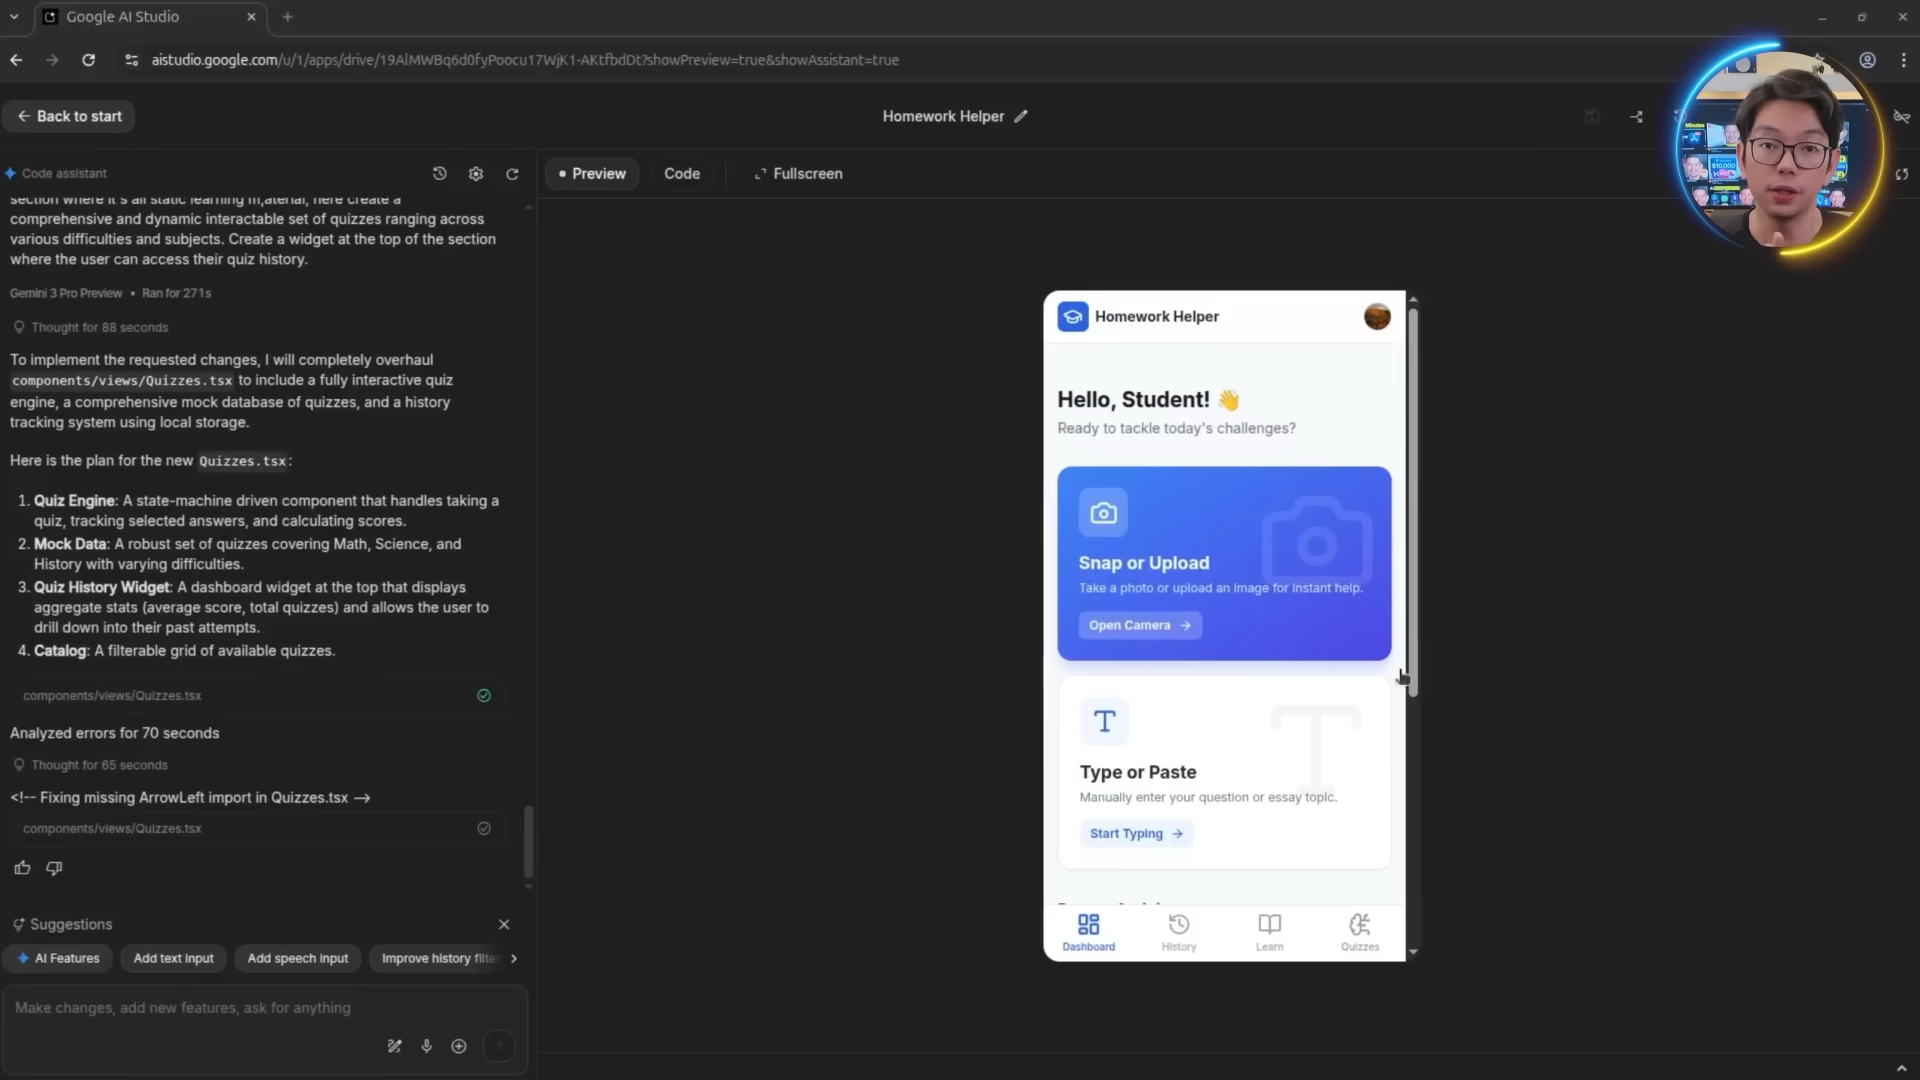 Google AI Studio
aistudio.google.com/u/1/apps/drive/19AlMWBq6d0fyPoocu17WjK1-AKtfbdDt?showPreview=true&showAssistant=true
Back to start
Homework Helper
Code assistant
Preview
Code
Fullscreen
section where it's all static learning m,aterial, here create a
comprehensive and dynamic interactable set of quizzes ranging across
various difficulties and subjects. Create a widget at the top of the section
where the user can access their quiz history.
Gemini 3 Pro Preview • Ran for 271s
Thought for 88 seconds
To implement the requested changes, I will completely overhaul
components/views/Quizzes.tsx to include a fully interactive quiz
engine, a comprehensive mock database of quizzes, and a history
tracking system using local storage.
Here is the plan for the new Quizzes.tsx:
1. Quiz Engine: A state-machine driven component that handles taking a
quiz, tracking selected answers, and calculating scores.
2. Mock Data: A robust set of quizzes covering Math, Science, and
History with varying difficulties.
3. Quiz History Widget: A dashboard widget at the top that displays
aggregate stats (average score, total quizzes) and allows the user to
drill down into their past attempts.
4. Catalog: A filterable grid of available quizzes.
components/views/Quizzes.tsx
Analyzed errors for 70 seconds
Thought for 65 seconds
<!-- Fixing missing ArrowLeft import in Quizzes.tsx -->
components/views/Quizzes.tsx
Suggestions
AI Features
Add text input
Add speech input
Improve history filte
Make changes, add new features, ask for anything
Homework Helper
Hello, Student! 👋
Ready to tackle today's challenges?
Snap or Upload
Take a photo or upload an image for instant help.
Open Camera →
T
Type or Paste
Manually enter your question or essay topic.
Start Typing →
Dashboard
History
Learn
Quizzes
$10,000